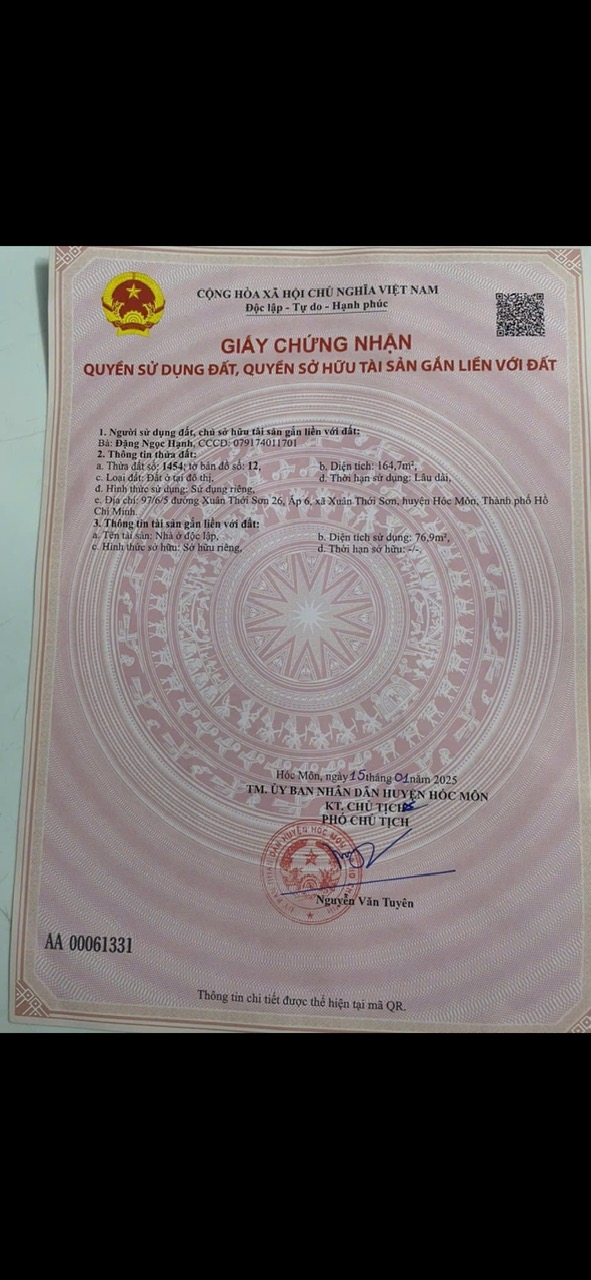 CỘNG HÒA XÃ HỘI CHỦ NGHĨA VIỆT NAM
Độc lập - Tự do - Hạnh phúc
GIẤY CHỨNG NHẬN
QUYỀN SỬ DỤNG ĐẤT, QUYỀN SỞ HỮU TÀI SẢN GẮN LIỀN VỚI ĐẤT
1. Người sử dụng đất, chủ sở hữu tài sản gắn liền với đất:
Bà: Đặng Ngọc Hạnh, CCCD: 079174011701
2. Thông tin thửa đất:
a. Thửa đất số: 1454; tờ bản đồ số: 12, b. Diện tích: 164,7m²,
c. Loại đất: Đất ở tại đô thị, d. Thời hạn sử dụng: Lâu dài,
đ. Hình thức sử dụng: Sử dụng riêng,
e. Địa chỉ: 97/6/5 đường Xuân Thới Sơn 26, Ấp 6, xã Xuân Thới Sơn, huyện Hóc Môn, Thành phố Hồ
Chí Minh.
3. Thông tin tài sản gắn liền với đất:
a. Tên tài sản: Nhà ở độc lập, b. Diện tích sử dụng: 76,9m²,
c. Hình thức sở hữu: Sở hữu riêng, d. Thời hạn sở hữu: -/-.
Hóc Môn, ngày 15 tháng 01 năm 2025
TM. ỦY BAN NHÂN DÂN HUYỆN HÓC MÔN
KT. CHỦ TỊCH
PHÓ CHỦ TỊCH
Nguyễn Văn Tuyên
AA 00061331
Thông tin chi tiết được thể hiện tại mã QR.